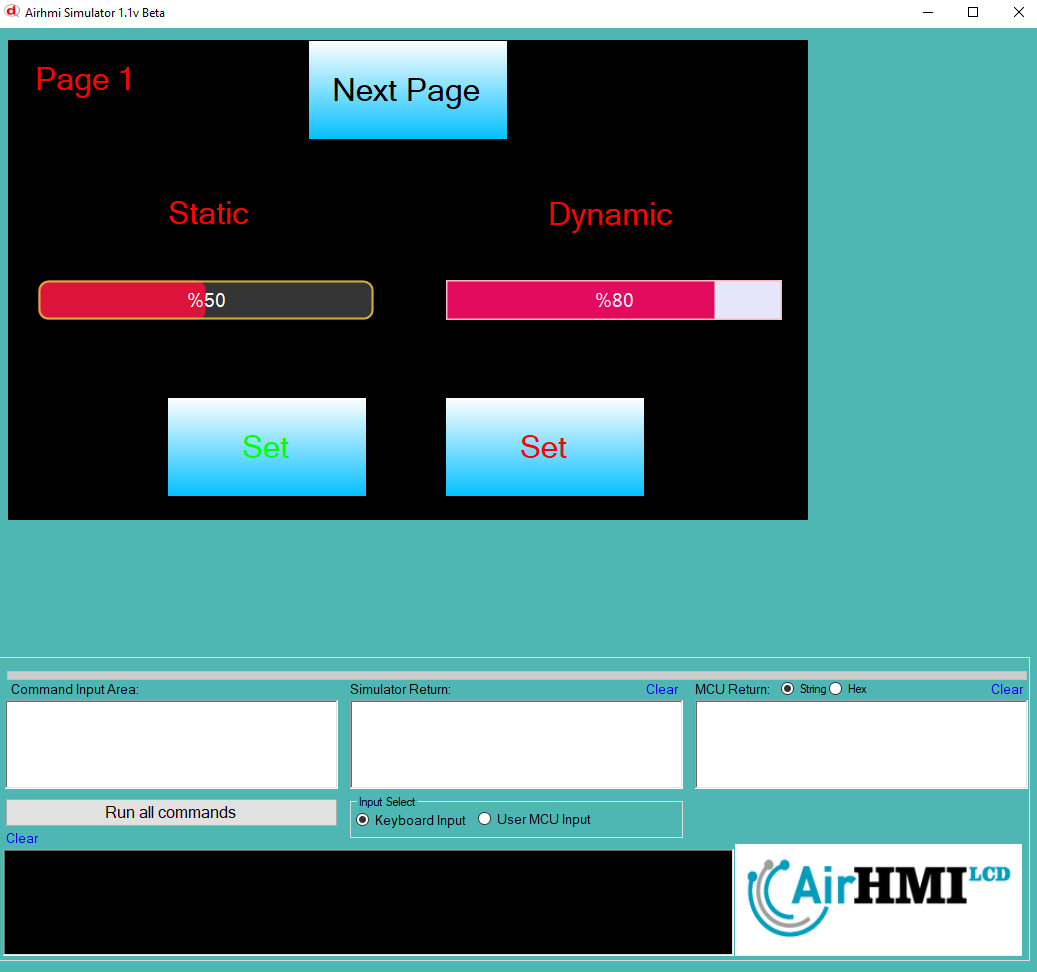 Airhmi Simulator 1.1v Beta
Page 1
Next Page
Static
Dynamic
%50
%80
Set
Set
Command Input Area:
Simulator Return:
Clear
MCU Return:
String
Hex
Clear
Run all commands
Input Select
Keyboard Input
User MCU Input
Clear
AirHMI LCD